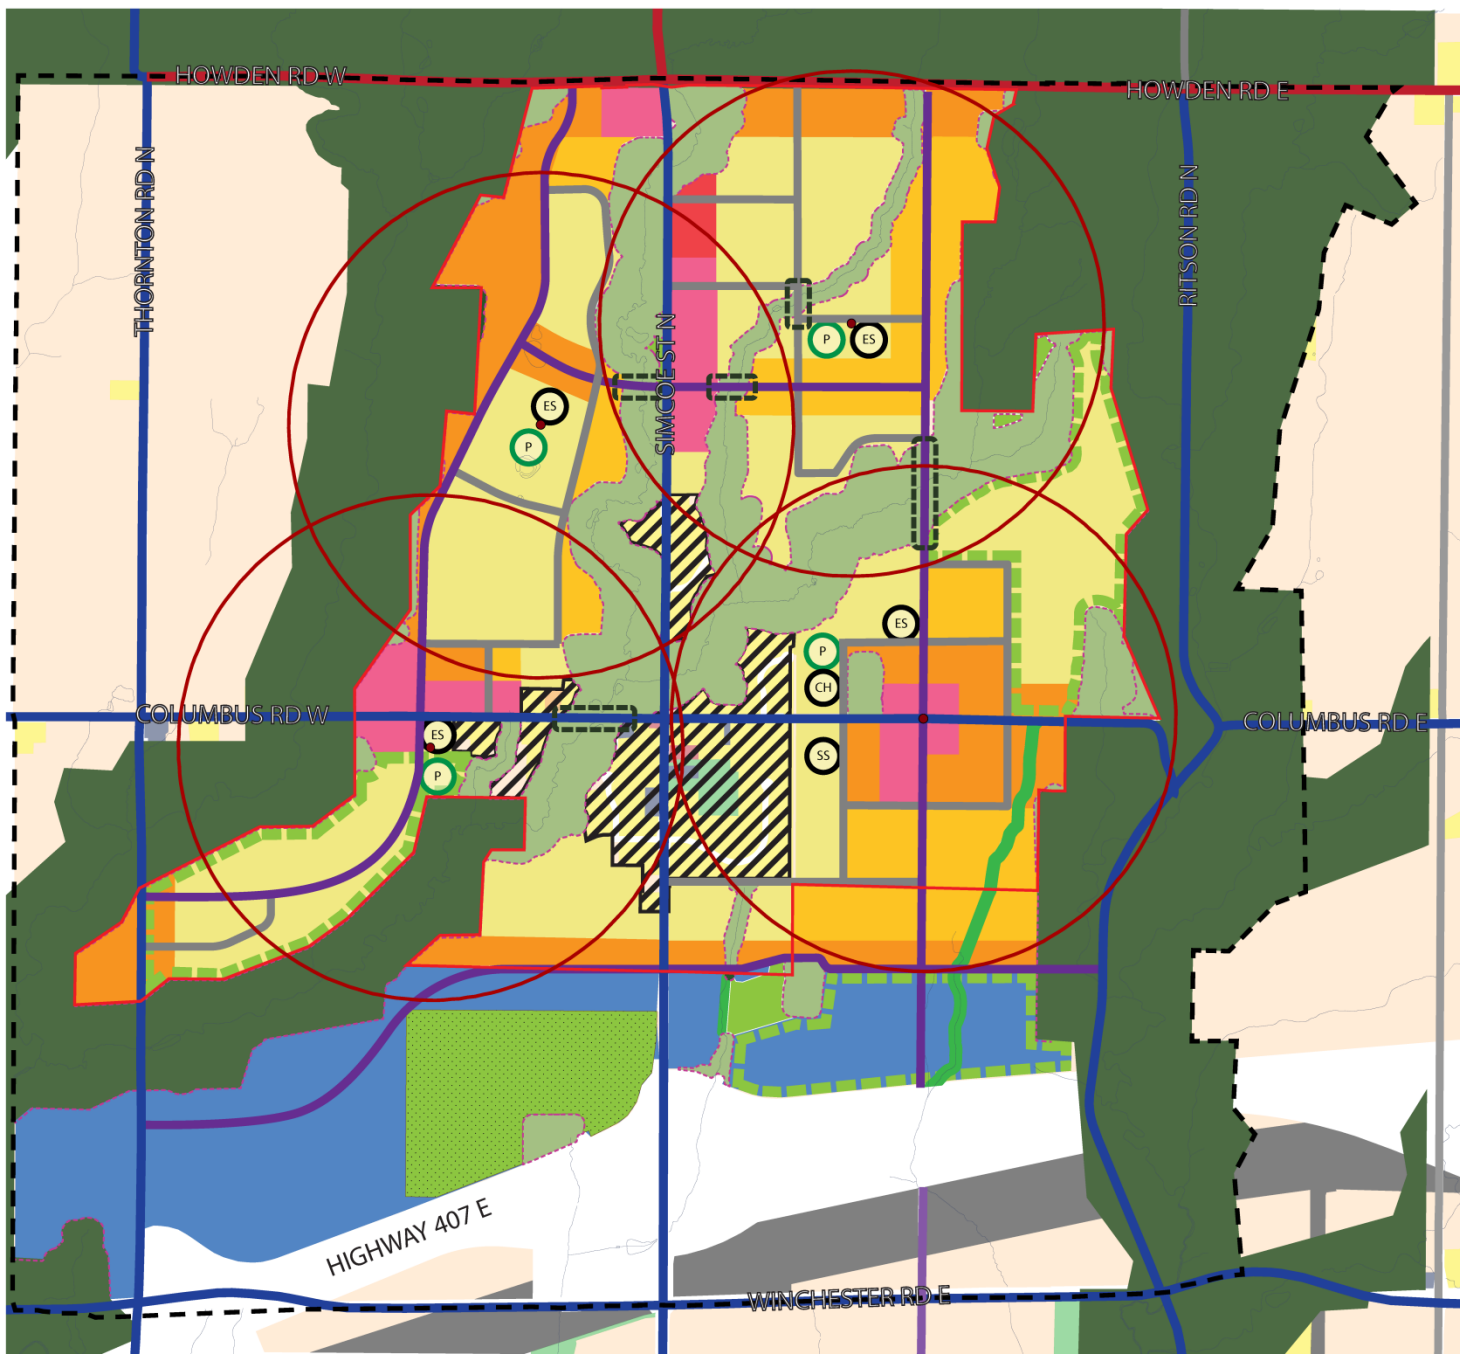 HOWDEN RD W
HOWDEN RD E
THORNTON RD N
RITSON RD N
SIMCOE ST N
P
ES
ES
P
ES
P
CH
COLUMBUS RD W
COLUMBUS RD E
ES
SS
P
HIGHWAY 407 E
WINCHESTER RD E